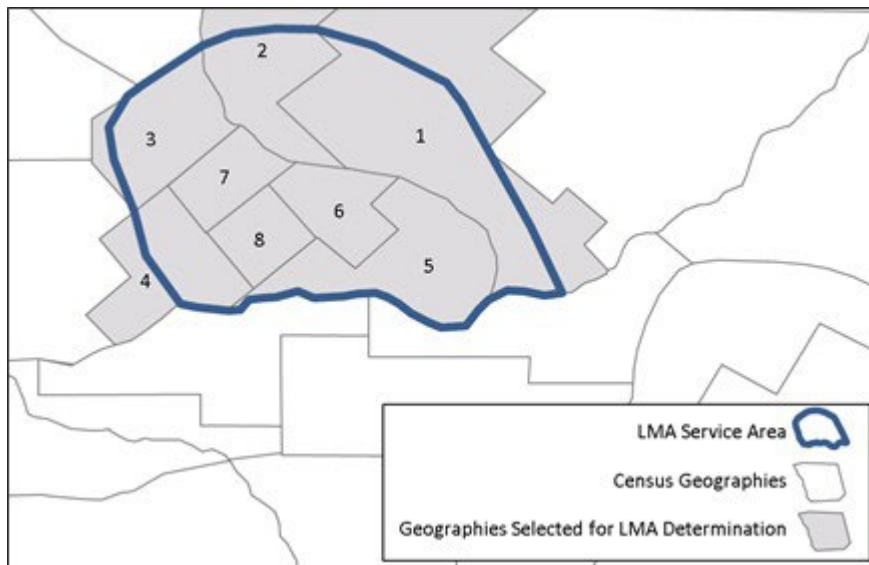 2
1
3
7
6
8
5
4
LMA Service Area
Census Geographies
Geographies Selected for LMA Determination